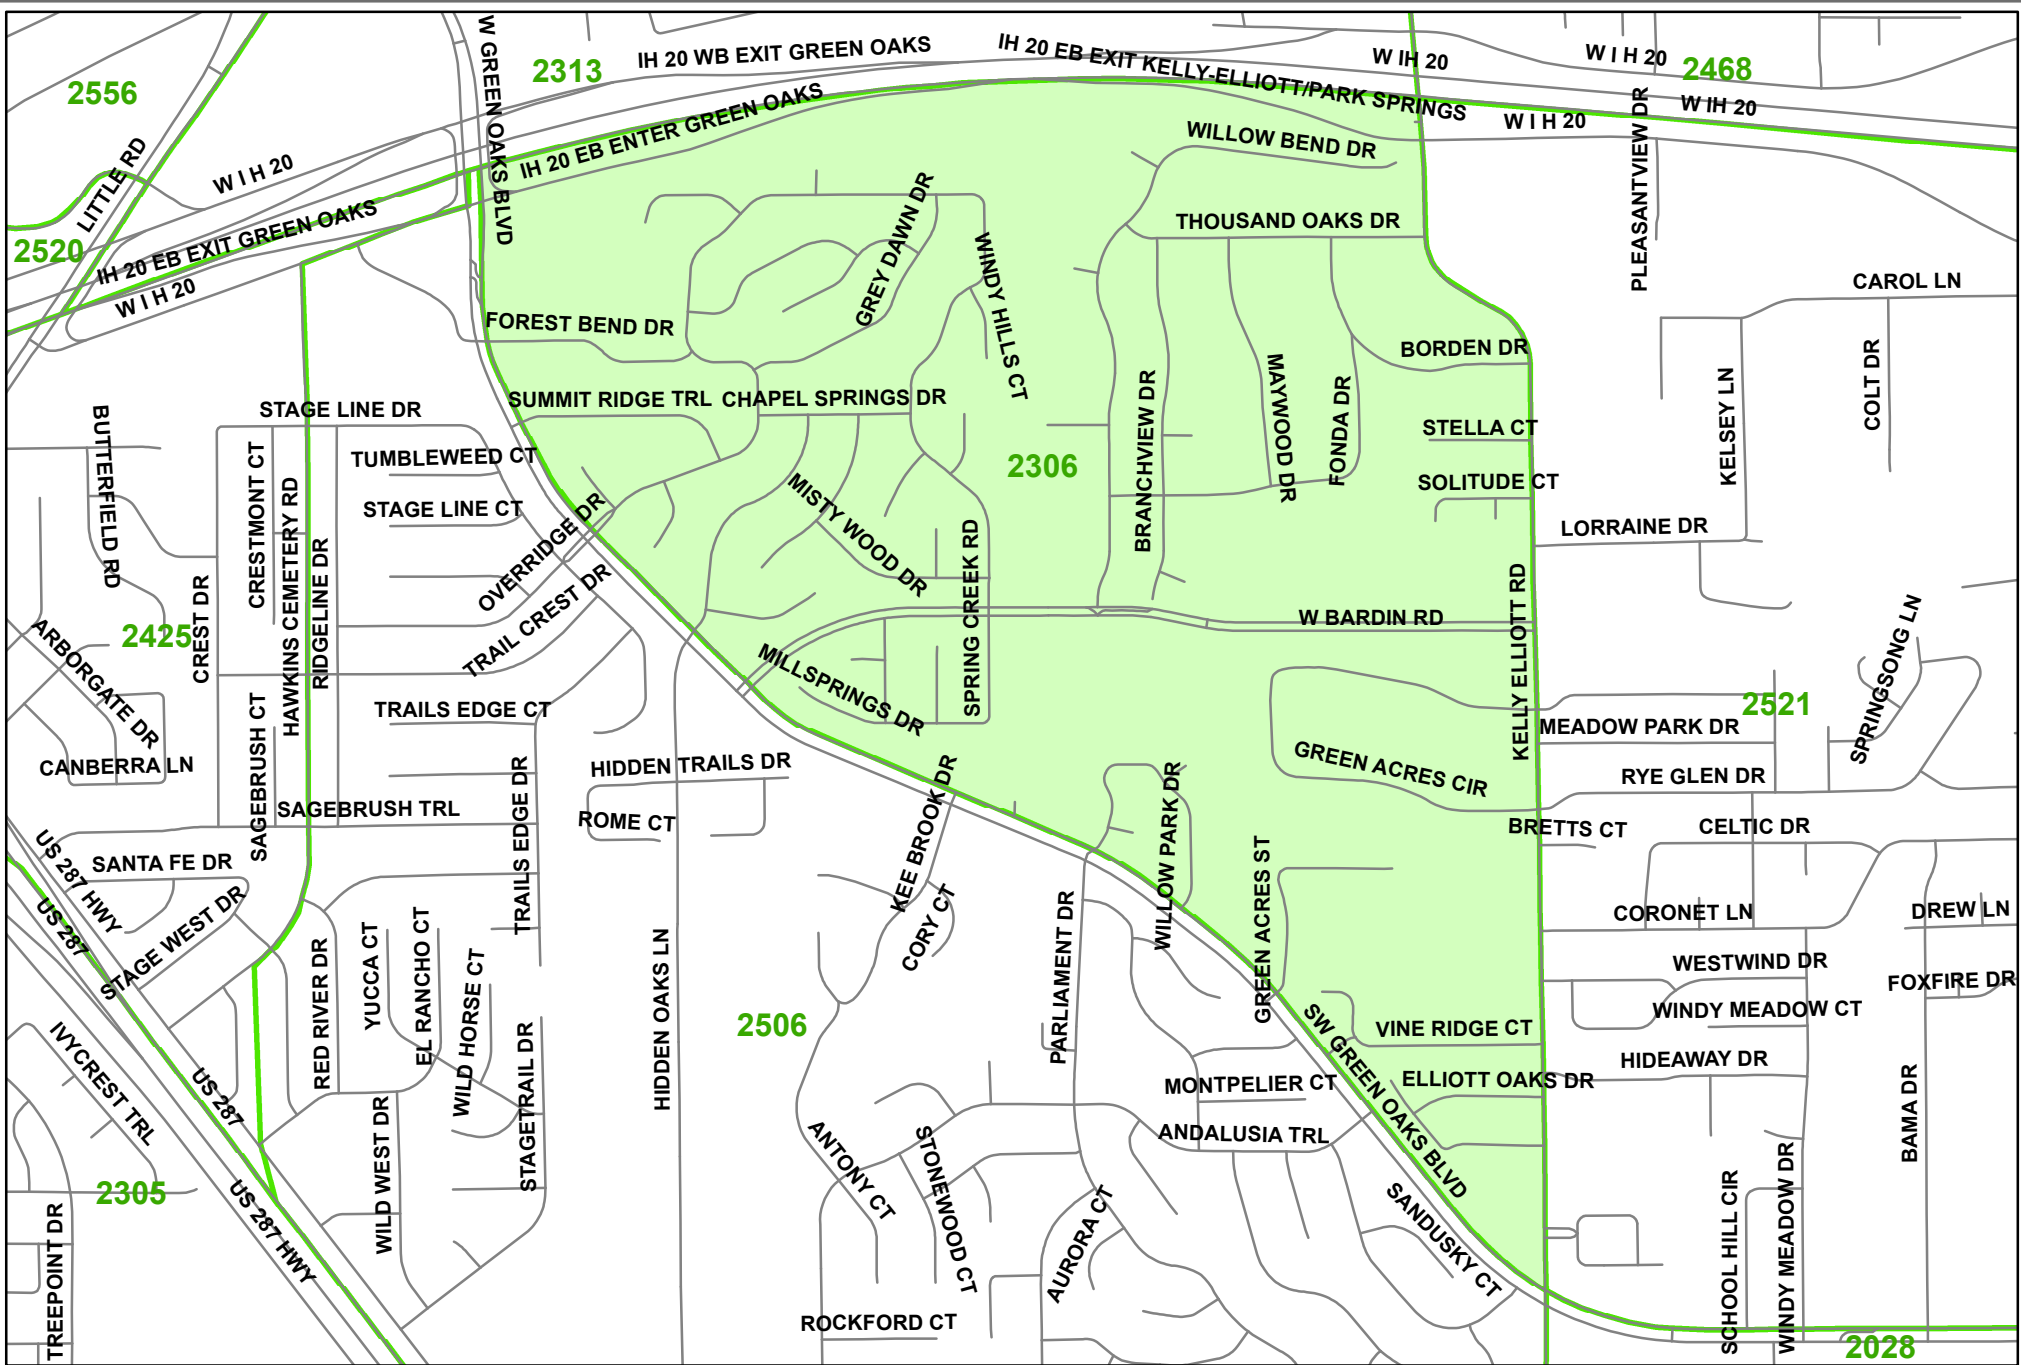 W GREEN OAKS BLVD
2313
IH 20 WB EXIT GREEN OAKS
IH 20 EB EXIT KELLY-ELLIOTT/PARK SPRINGS
W IH 20
W I H 20
2468
2556
W IH 20
W I H 20
PLEASANTVIEW DR
LITTLE RD
W I H 20
IH 20 EB ENTER GREEN OAKS
WILLOW BEND DR
2520
IH 20 EB EXIT GREEN OAKS
W I H 20
GREY DAWN DR
WINDY HILLS CT
THOUSAND OAKS DR
CAROL LN
FOREST BEND DR
BORDEN DR
COLT DR
KELSEY LN
MAYWOOD DR
FONDA DR
BRANCHVIEW DR
STAGE LINE DR
SUMMIT RIDGE TRL
CHAPEL SPRINGS DR
STELLA CT
BUTTERFIELD RD
CRESTMONT CT
TUMBLEWEED CT
2306
SOLITUDE CT
HAWKINS CEMETERY RD
STAGE LINE CT
MISTY WOOD DR
LORRAINE DR
RIDGELINE DR
OVERRIDGE DR
SPRING CREEK RD
KELLY ELLIOTT RD
TRAIL CREST DR
W BARDIN RD
2425
CREST DR
ARBORGATE DR
SPRINGSONG LN
MILLSPRINGS DR
2521
TRAILS EDGE CT
MEADOW PARK DR
SAGEBRUSH CT
CANBERRA LN
HIDDEN TRAILS DR
GREEN ACRES CIR
RYE GLEN DR
TRAILS EDGE DR
KEE BROOK DR
WILLOW PARK DR
SAGEBRUSH TRL
ROME CT
BRETTS CT
CELTIC DR
US 287 HWY
SANTA FE DR
GREEN ACRES ST
US 287
STAGE WEST DR
CORY CT
PARLIAMENT DR
CORONET LN
DREW LN
RED RIVER DR
YUCCA CT
EL RANCHO CT
WILD HORSE CT
HIDDEN OAKS LN
WESTWIND DR
FOXFIRE DR
2506
WINDY MEADOW CT
VINE RIDGE CT
IVYCREST TRL
US 287
STAGETRAIL DR
SW GREEN OAKS BLVD
HIDEAWAY DR
MONTPELIER CT
ELLIOTT OAKS DR
BAMA DR
WILD WEST DR
ANTONY CT
STONEWOOD CT
ANDALUSIA TRL
2305
US 287 HWY
AURORA CT
SANDUSKY CT
SCHOOL HILL CIR
WINDY MEADOW DR
TREEPOINT DR
ROCKFORD CT
2028